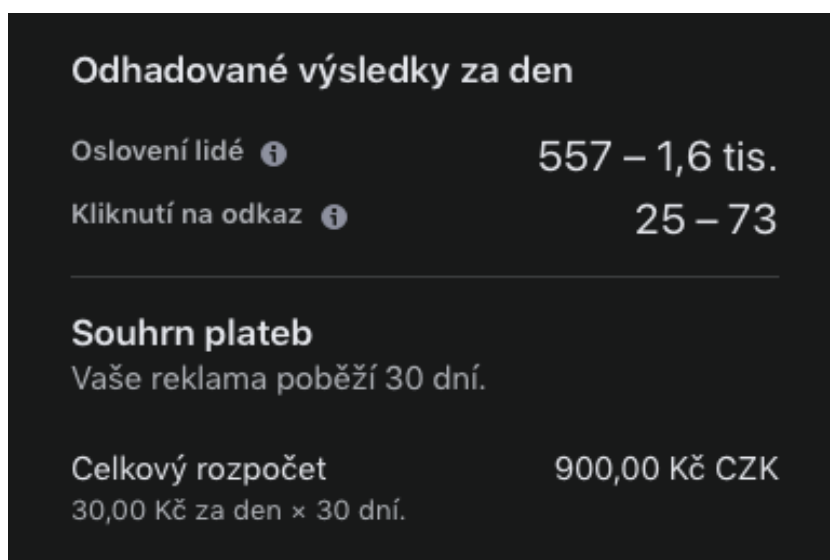 Odhadované výsledky za den
Oslovení lidé 557 – 1,6 tis.
Kliknutí na odkaz 25 – 73
Souhrn plateb
Vaše reklama poběží 30 dní.
Celkový rozpočet 900,00 Kč CZK
30,00 Kč za den × 30 dní.